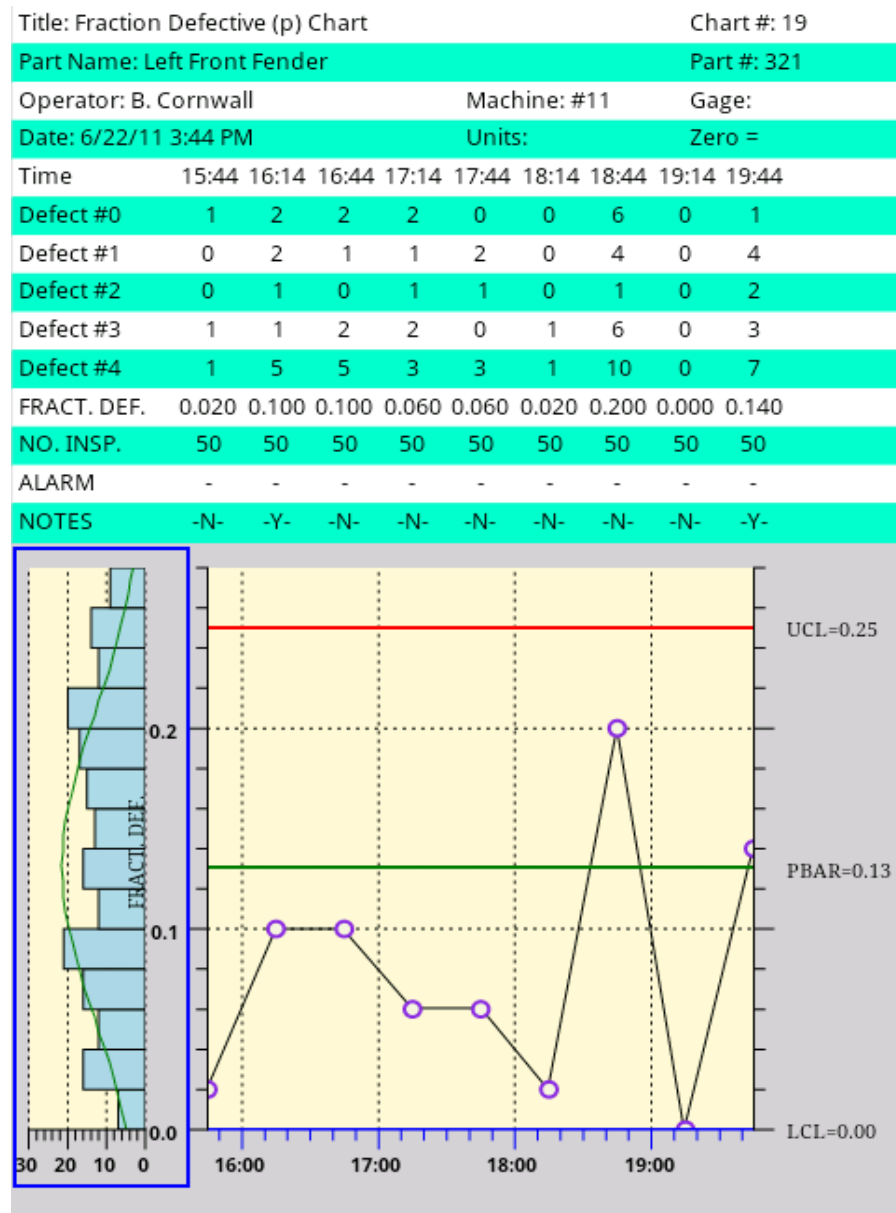 Title: Fraction Defective (p) Chart Chart #: 19
Part Name: Left Front Fender Part #: 321
Operator: B. Cornwall Machine: #11 Gage:
Date: 6/22/11 3:44 PM Units: Zero =
Time 15:44 16:14 16:44 17:14 17:44 18:14 18:44 19:14 19:44
Defect #0 1 2 2 2 0 0 6 0 1
Defect #1 0 2 1 1 2 0 4 0 4
Defect #2 0 1 0 1 1 0 1 0 2
Defect #3 1 1 2 2 0 1 6 0 3
Defect #4 1 5 5 3 3 1 10 0 7
FRACT. DEF. 0.020 0.100 0.100 0.060 0.060 0.020 0.200 0.000 0.140
NO. INSP. 50 50 50 50 50 50 50 50 50
ALARM - - - - - - - - -
NOTES -N- -Y- -N- -N- -N- -N- -N- -N- -Y-
UCL=0.25
0.2
FRACT. DEF.
PBAR=0.13
0.1
0.0
LCL=0.00
30 20 10 0 16:00 17:00 18:00 19:00